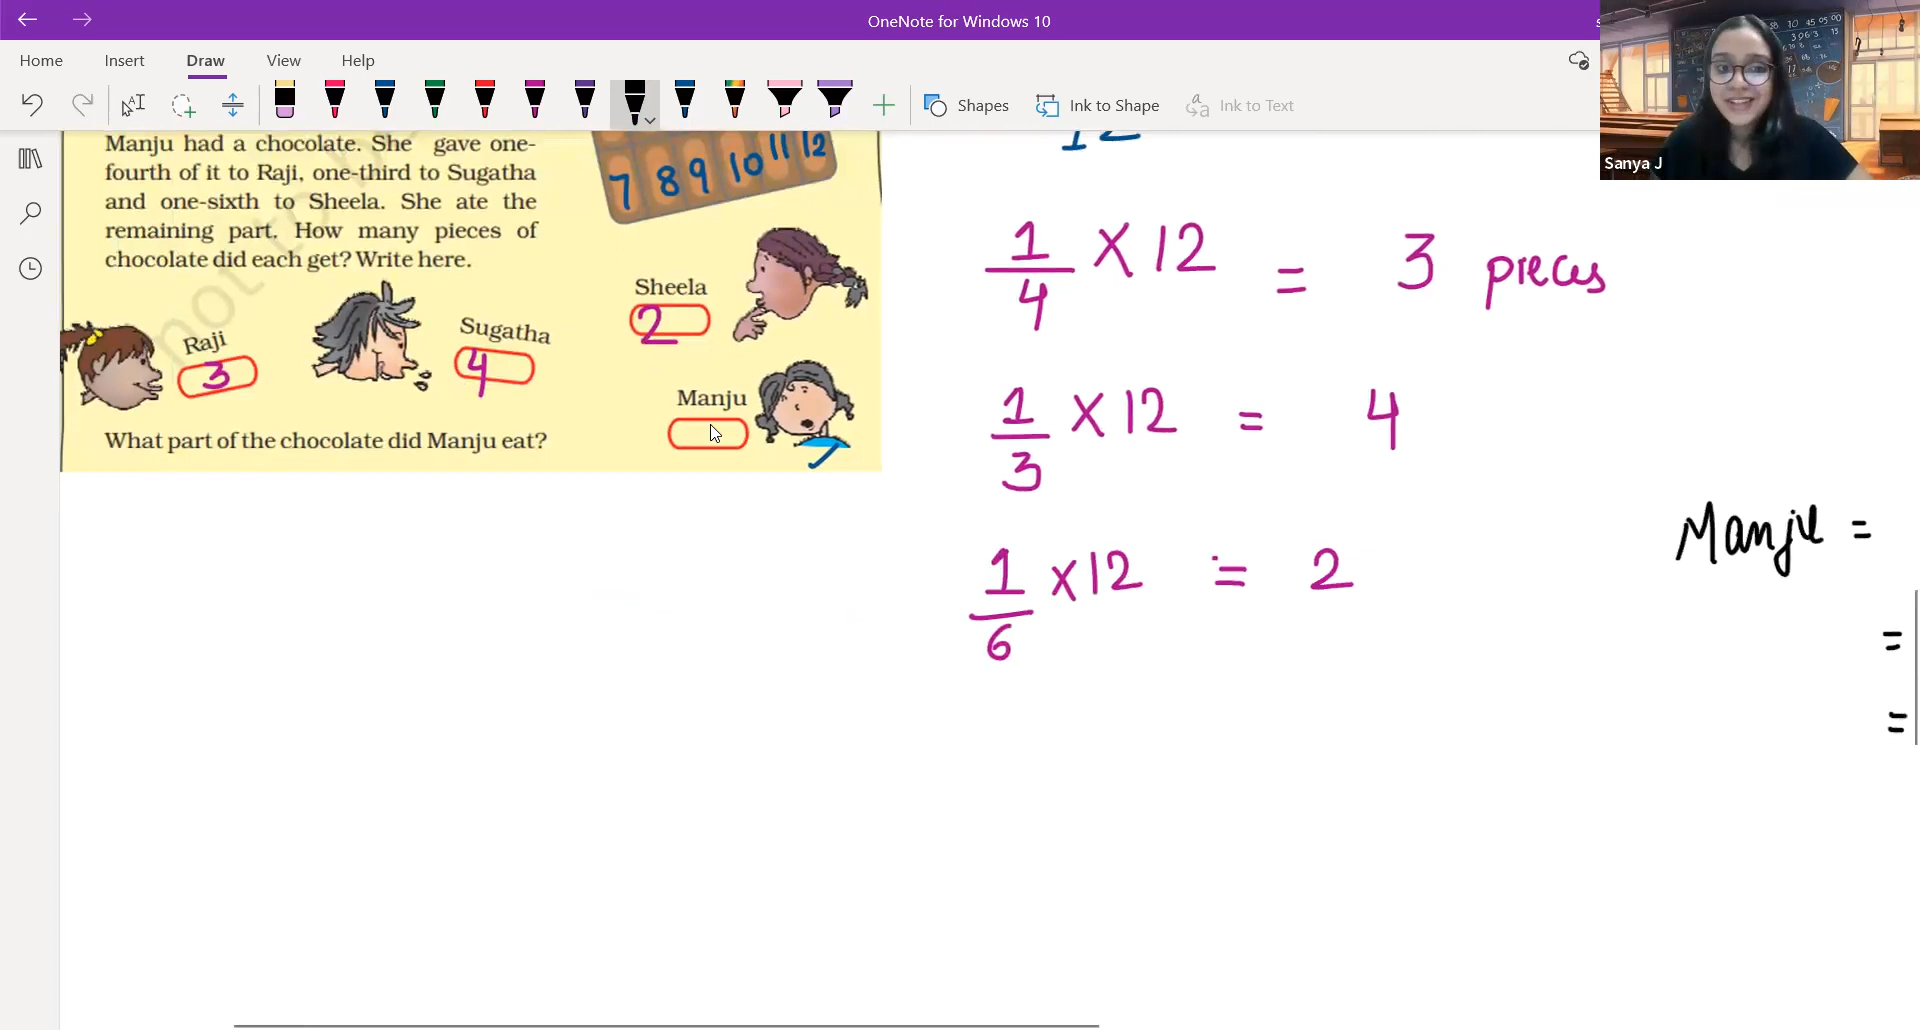 OneNote for Windows 10
Home Insert Draw View Help
Shapes Ink to Shape Ink to Text
Sanya J
Manju had a chocolate. She gave one-
fourth of it to Raji, one-third to Sugatha
and one-sixth to Sheela. She ate the
remaining part. How many pieces of
chocolate did each get? Write here.
7 8 9 10 11 12
Sheela
2
Raji
3
Sugatha
4
Manju
What part of the chocolate did Manju eat?
12
1/4 × 12 = 3 pieces
1/3 × 12 = 4
1/6 × 12 = 2
Manju =
=
=